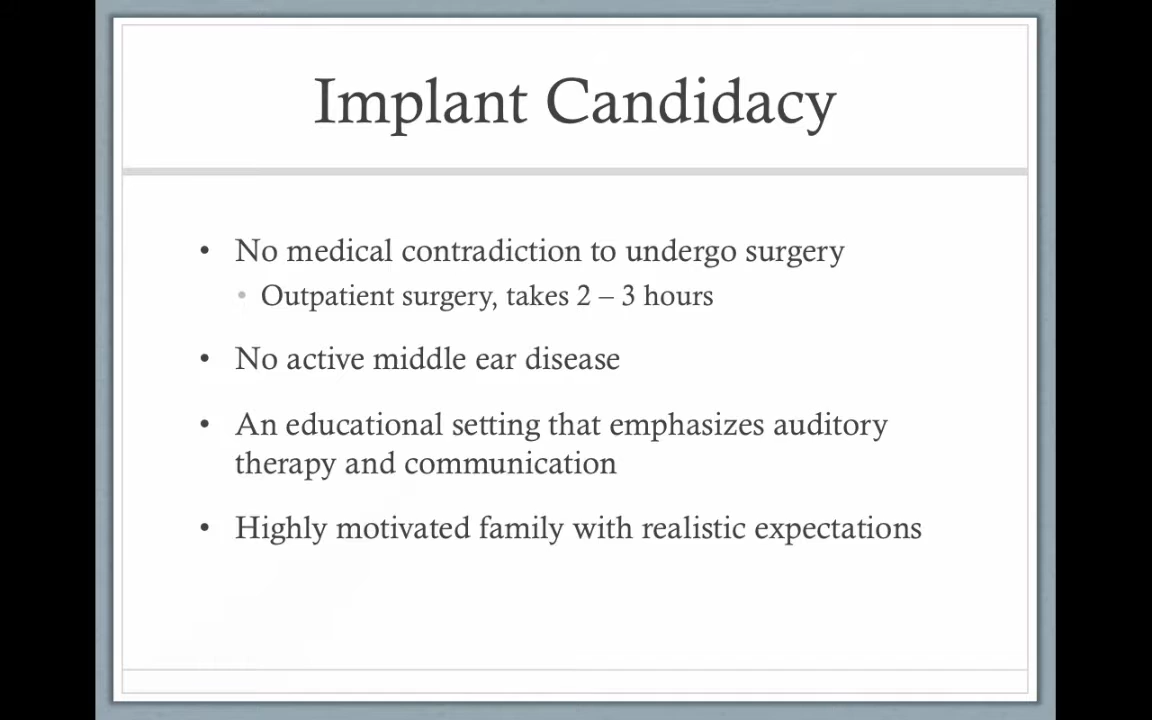 Implant Candidacy
• No medical contradiction to undergo surgery
• Outpatient surgery, takes 2 – 3 hours
• No active middle ear disease
• An educational setting that emphasizes auditory
therapy and communication
• Highly motivated family with realistic expectations